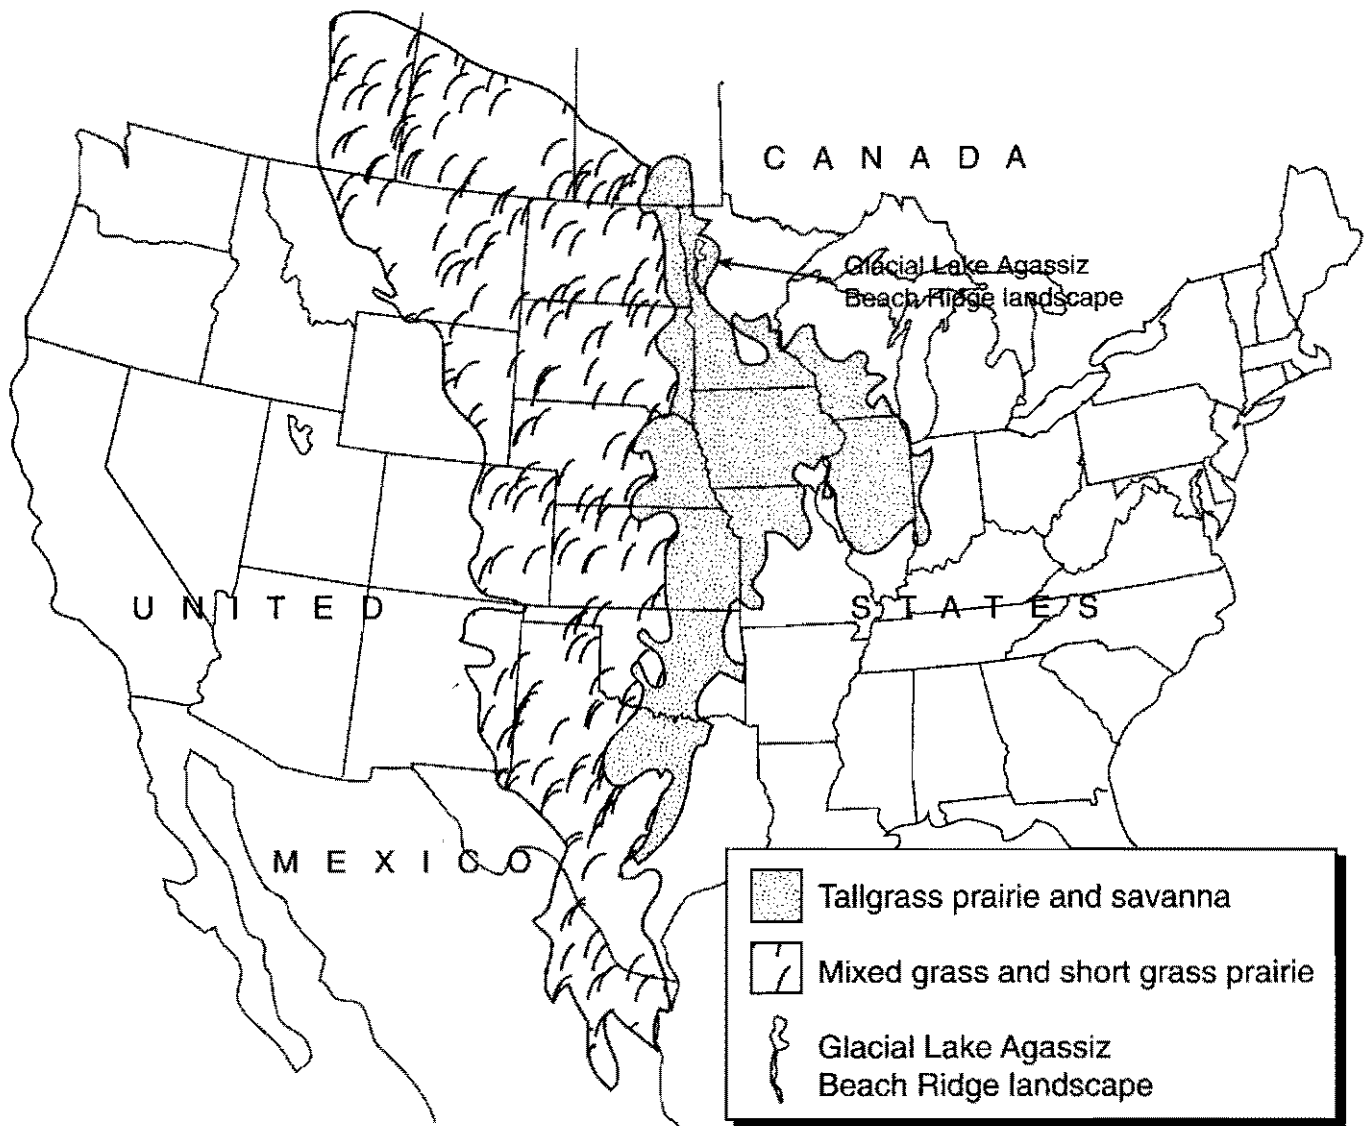 CANADA
Glacial Lake Agassiz
Beach Ridge landscape
UNITED STATES
MEXICO
Tallgrass prairie and savanna
Mixed grass and short grass prairie
Glacial Lake Agassiz
Beach Ridge landscape